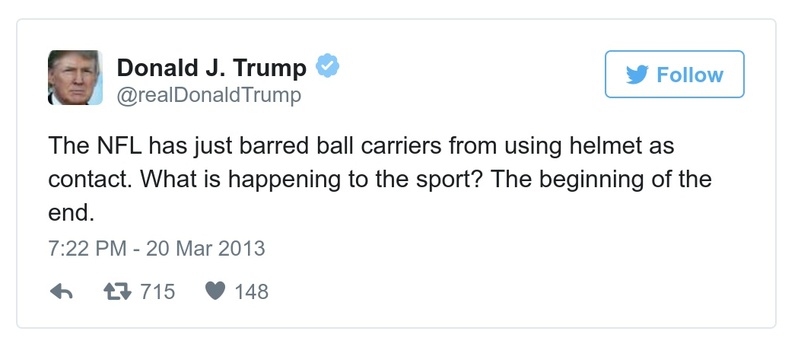 Donald J. Trump
@realDonaldTrump
Follow
The NFL has just barred ball carriers from using helmet as
contact. What is happening to the sport? The beginning of the
end.
7:22 PM - 20 Mar 2013
715 148